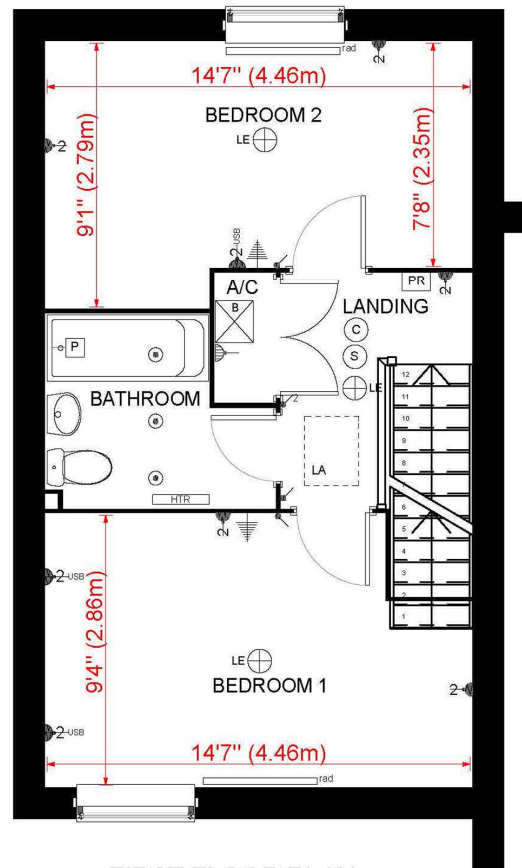 rad
2
14'7" (4.46m)
BEDROOM 2
LE
2
9'1" (2.79m)
7'8" (2.35m)
2-USB
A/C
B
PR
2
LANDING
C
S
P
12
LE
11
BATHROOM
2
10
9
8
LA
7
HTR
6
2
5
2-USB
4
3
2
1
9'4" (2.86m)
LE
BEDROOM 1
2
2-USB
14'7" (4.46m)
rad